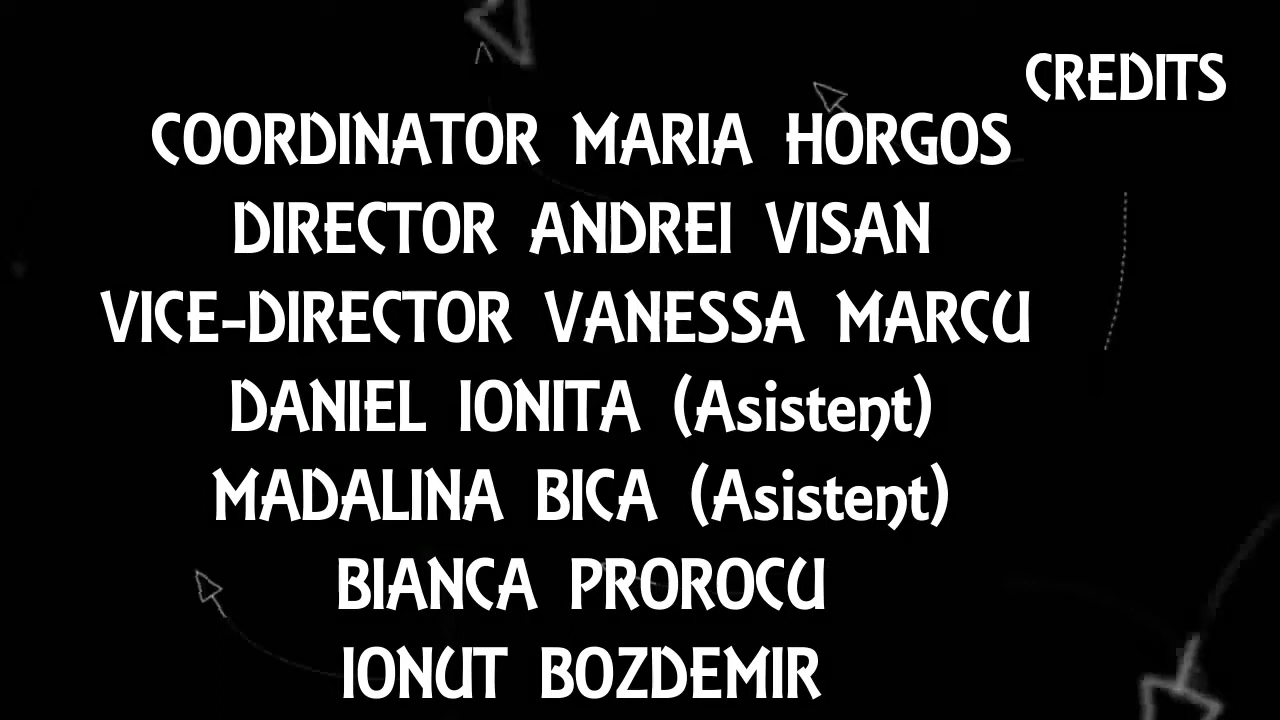 CREDITS
COORDINATOR MARIA HORGOS
DIRECTOR ANDREI VISAN
VICE-DIRECTOR VANESSA MARCU
DANIEL IONITA (Asistent)
MADALINA BICA (Asistent)
BIANCA PROROCU
IONUT BOZDEMIR